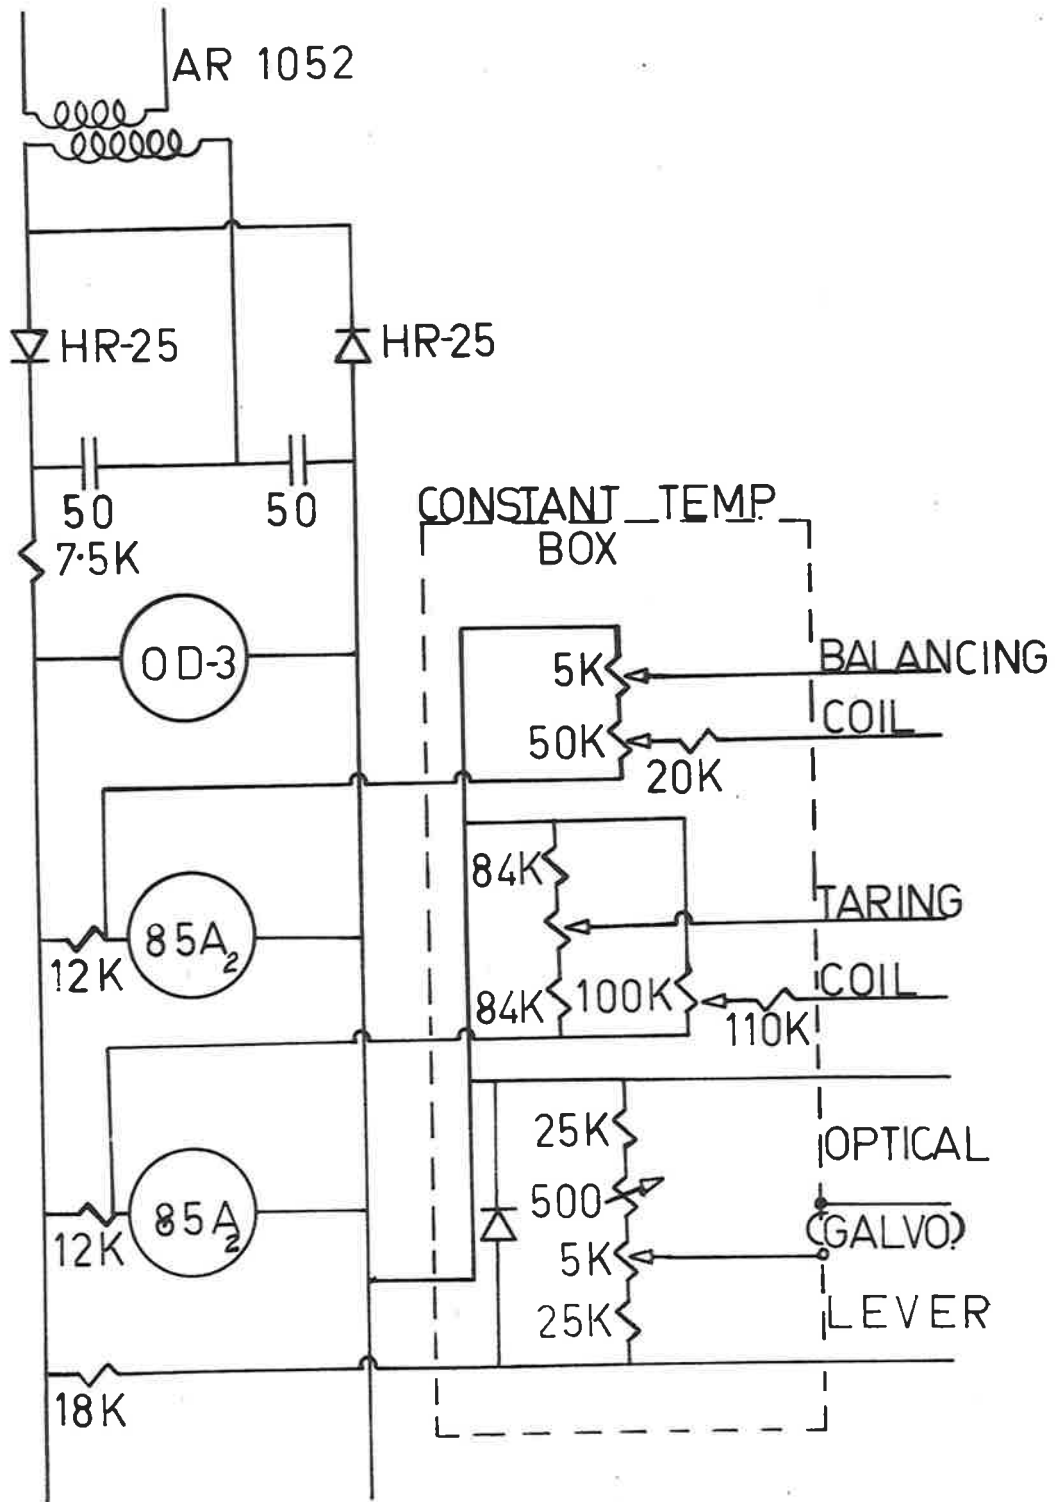 AR 1052
HR-25
HR-25
50
50
7·5K
CONSTANT TEMP
BOX
OD-3
5K
BALANCING
50K
COIL
20K
84K
85A2
TARING
12K
84K
100K
COIL
110K
25K
OPTICAL
85A2
500
(GALVO)
12K
5K
25K
LEVER
18K